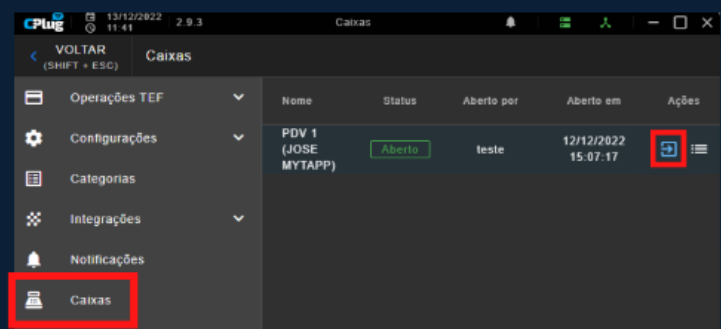 CPlug 13/12/2022 11:41 2.9.3 Caixas
VOLTAR
(SHIFT + ESC)
Caixas
Operações TEF
Configurações
Categorias
Integrações
Notificações
Caixas
Nome Status Aberto por Aberto em Ações
PDV 1
(JOSE
MYTAPP)
Aberto
teste
12/12/2022
15:07:17